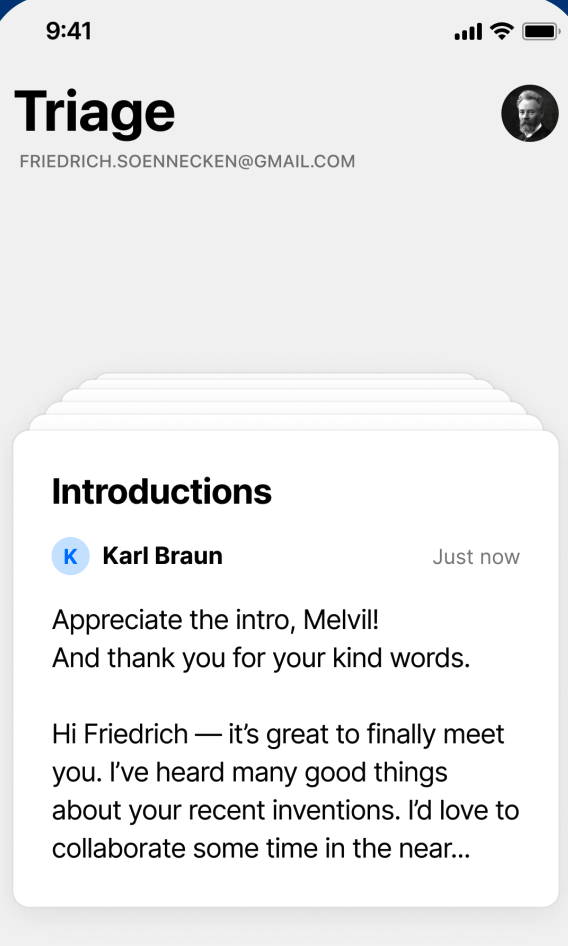 9:41
Triage
FRIEDRICH.SOENNECKEN@GMAIL.COM
Introductions
K Karl Braun Just now
Appreciate the intro, Melvil!
And thank you for your kind words.
Hi Friedrich — it’s great to finally meet
you. I’ve heard many good things
about your recent inventions. I’d love to
collaborate some time in the near...